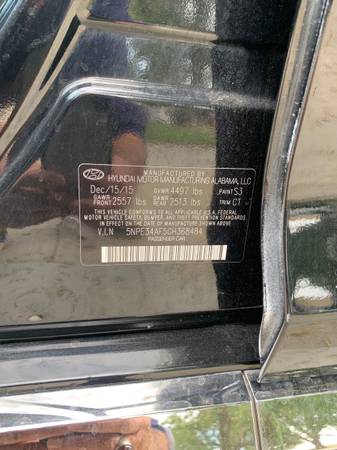 MANUFACTURED BY
HYUNDAI MOTOR MANUFACTURING ALABAMA, LLC
Dec/15/15 GVWR 4497 lbs PAINT S3
GAWR FRONT 2557 lbs GAWR REAR 2513 lbs TRIM CT
THIS VEHICLE CONFORMS TO ALL APPLICABLE U.S. FEDERAL
MOTOR VEHICLE SAFETY, BUMPER, AND THEFT PREVENTION STANDARDS
IN EFFECT ON THE DATE OF MANUFACTURE SHOWN ABOVE.
V.I.N 5NPE34AF5GH368484
PASSENGER CAR